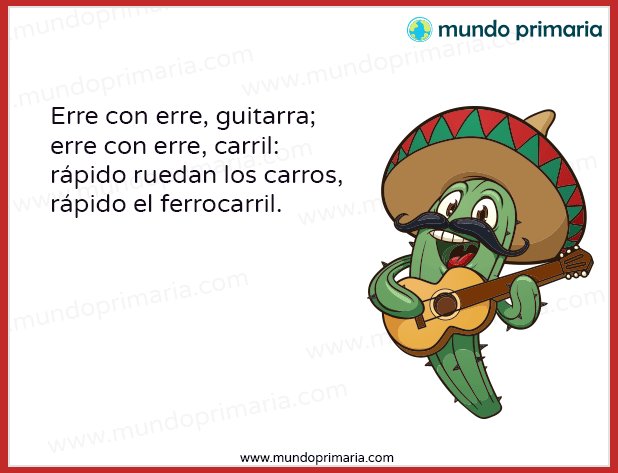 mundo primaria
Erre con erre, guitarra;
erre con erre, carril:
rápido ruedan los carros,
rápido el ferrocarril.
www.mundoprimaria.com